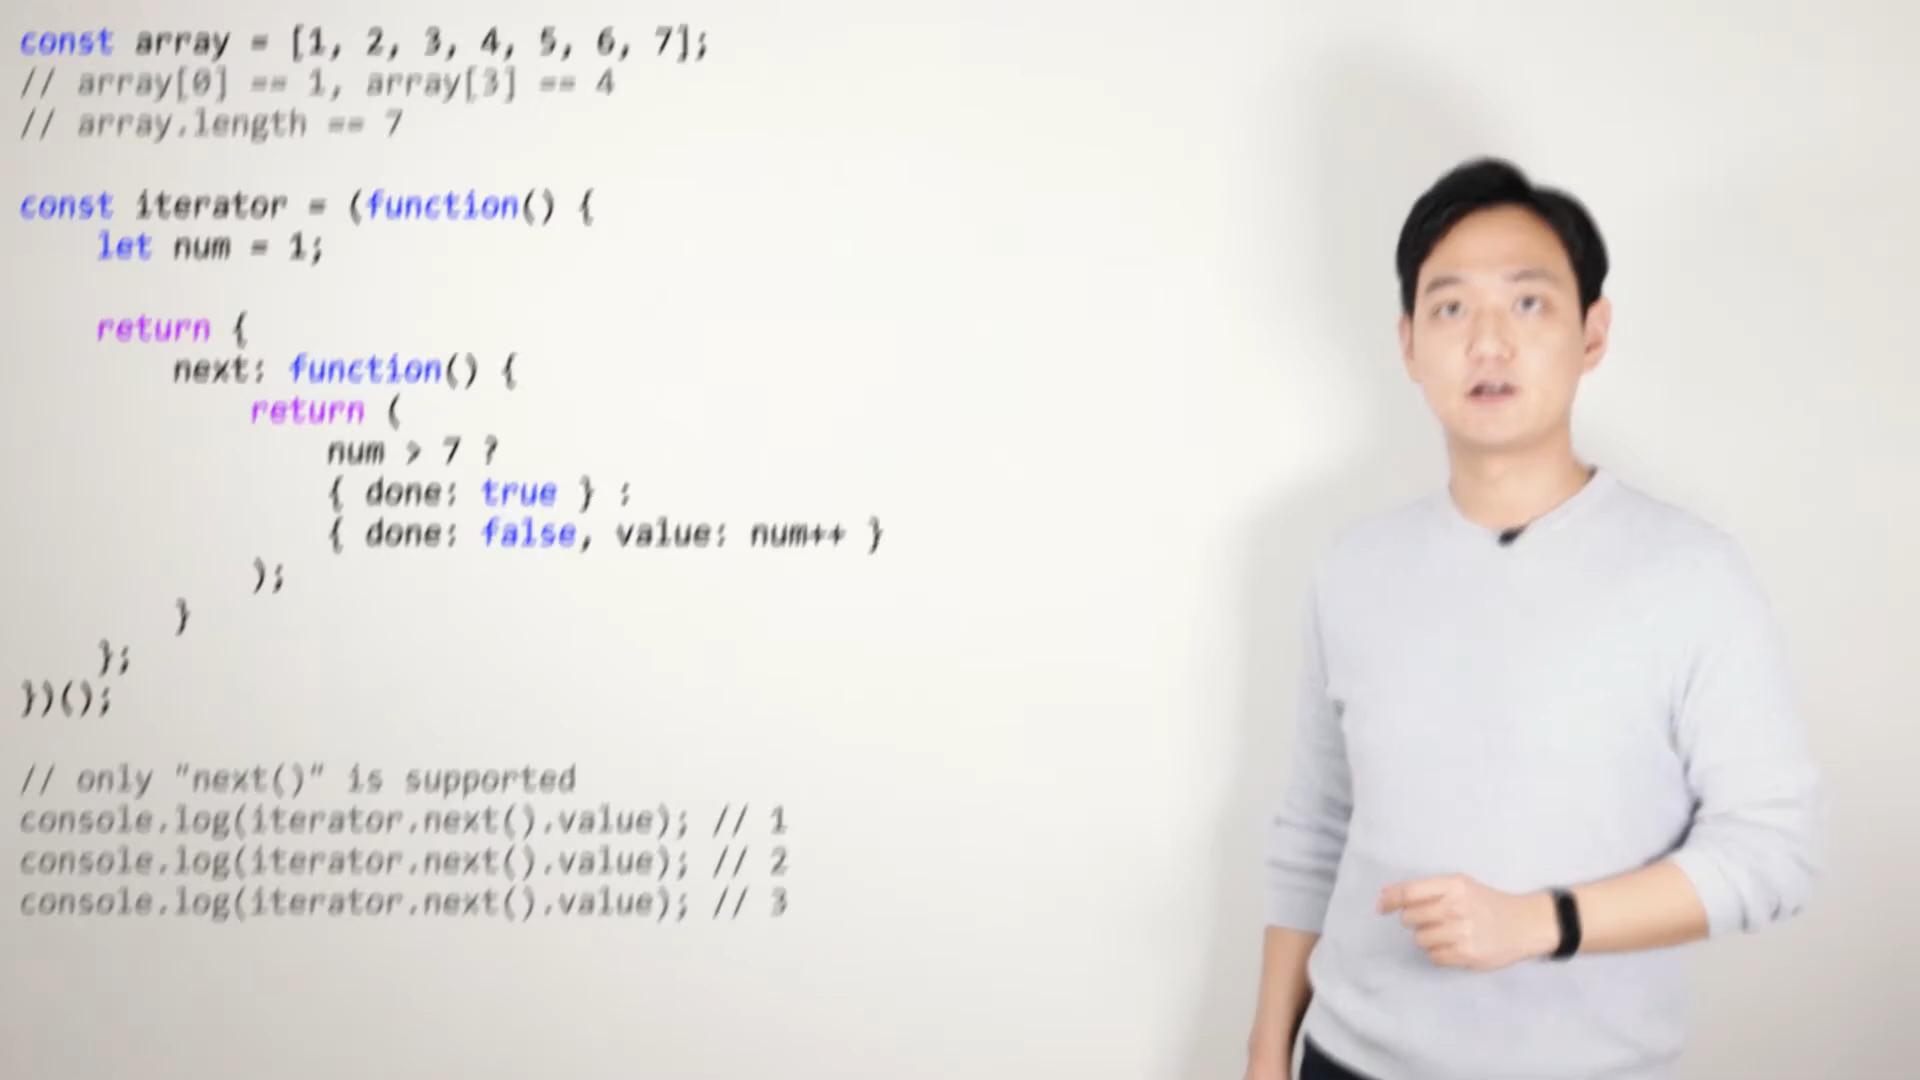 const array = [1, 2, 3, 4, 5, 6, 7];
// array[0] == 1, array[3] == 4
// array.length == 7
const iterator = (function() {
let num = 1;
return {
next: function() {
return (
num > 7 ?
{ done: true } :
{ done: false, value: num++ }
);
}
};
})();
// only "next()" is supported
console.log(iterator.next().value); // 1
console.log(iterator.next().value); // 2
console.log(iterator.next().value); // 3